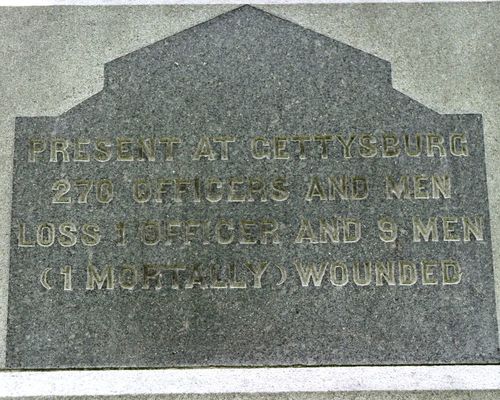 PRESENT AT GETTYSBURG
270 OFFICERS AND MEN
LOSS 1 OFFICER AND 9 MEN
(1 MORTALLY) WOUNDED